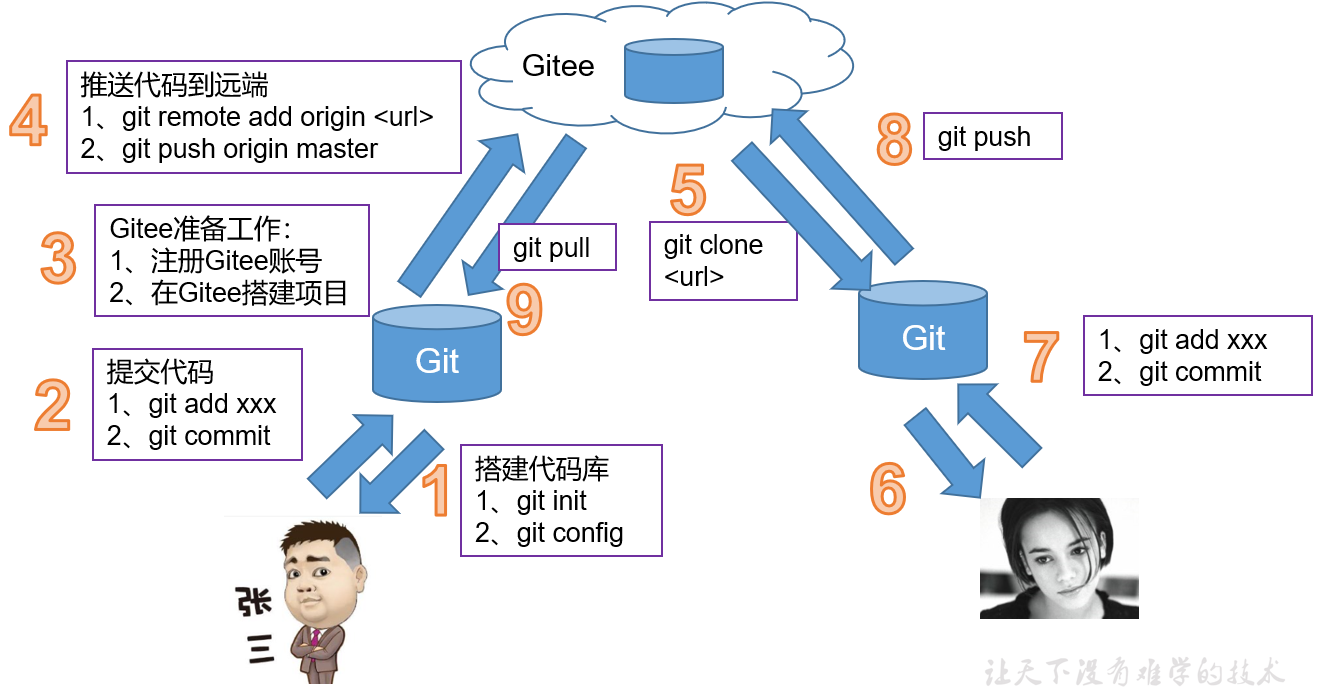 Gitee
4
推送代码到远端
1、git remote add origin <url>
2、git push origin master
8
git push
5
git clone
<url>
3
Gitee准备工作:
1、注册Gitee账号
2、在Gitee搭建项目
git pull
9
Git
Git
7
1、git add xxx
2、git commit
2
提交代码
1、git add xxx
2、git commit
1
搭建代码库
1、git init
2、git config
6
张三
让天下没有难学的技术